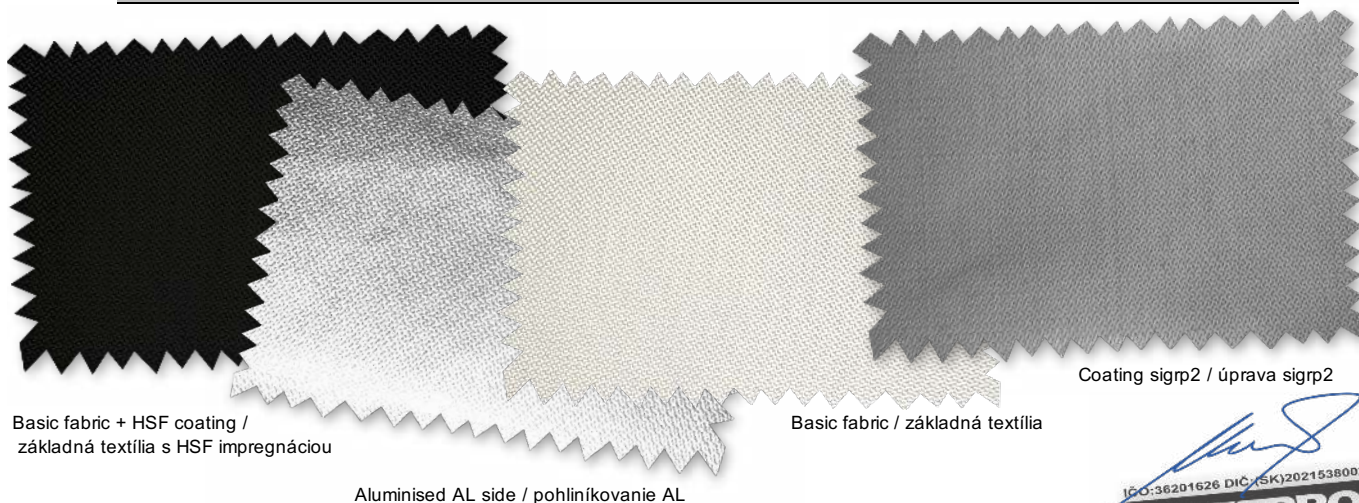 Coating sigrp2 / úprava sigrp2
Basic fabric + HSF coating /
základná textília s HSF impregnáciou
Basic fabric / základná textília
Aluminised AL side / pohliníkovanie AL
IČO:36201626 DIČ:(SK)202153800